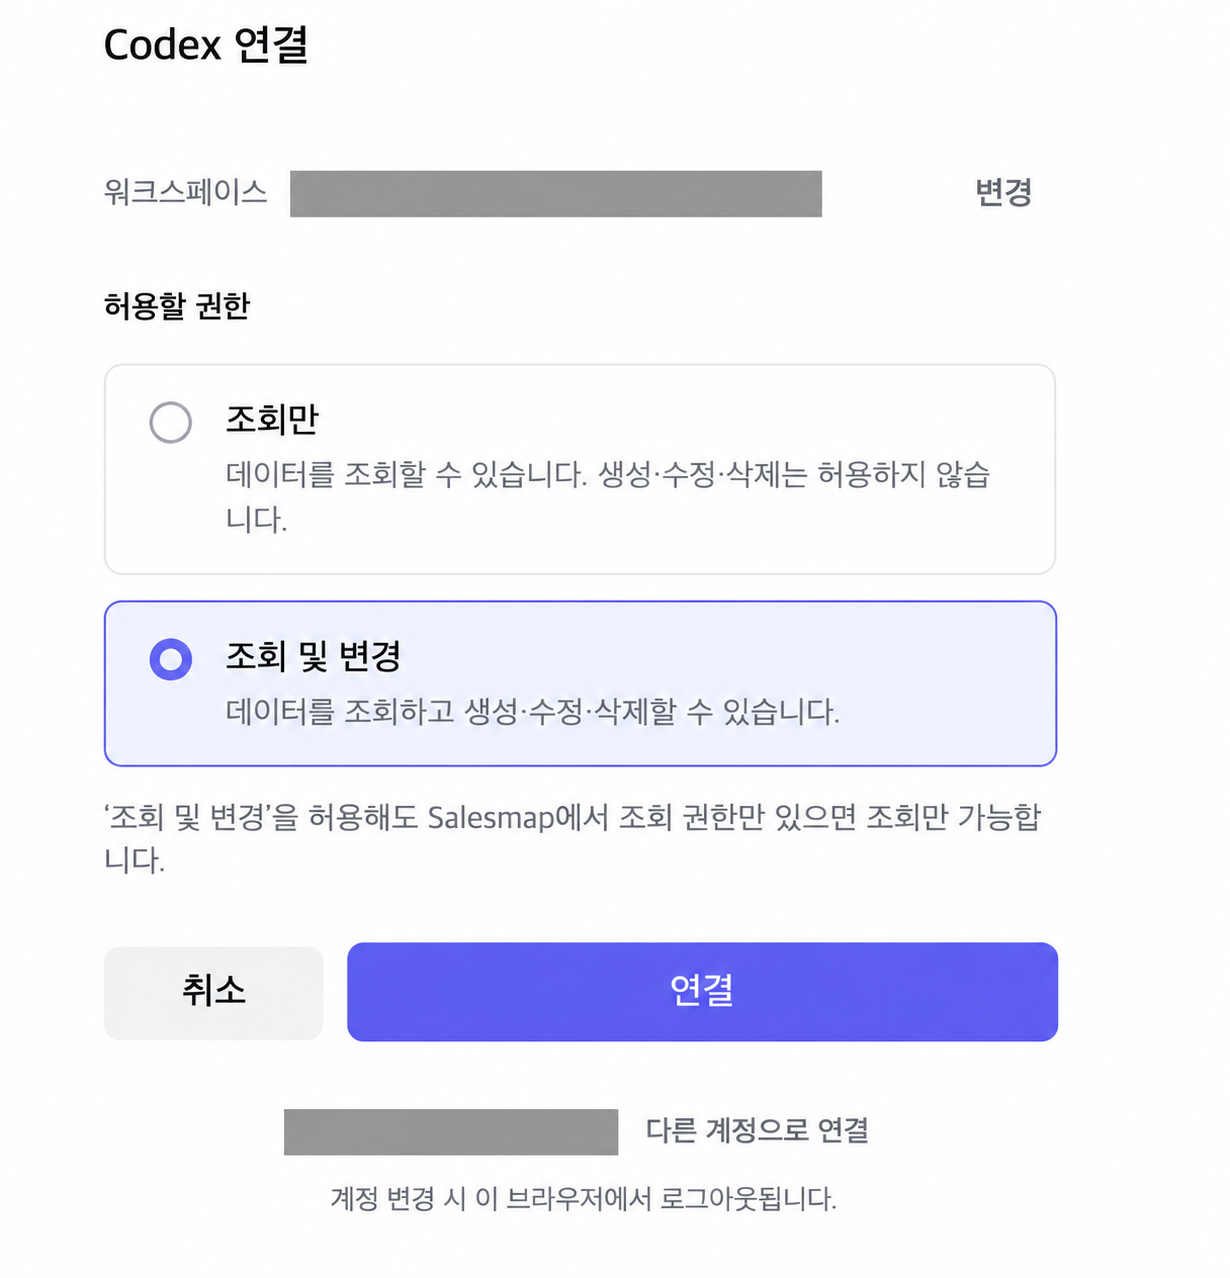 Codex 연결
워크스페이스
변경
허용할 권한
조회만
데이터를 조회할 수 있습니다. 생성·수정·삭제는 허용하지 않습
니다.
조회 및 변경
데이터를 조회하고 생성·수정·삭제할 수 있습니다.
‘조회 및 변경’을 허용해도 Salesmap에서 조회 권한만 있으면 조회만 가능합
니다.
취소
연결
다른 계정으로 연결
계정 변경 시 이 브라우저에서 로그아웃됩니다.